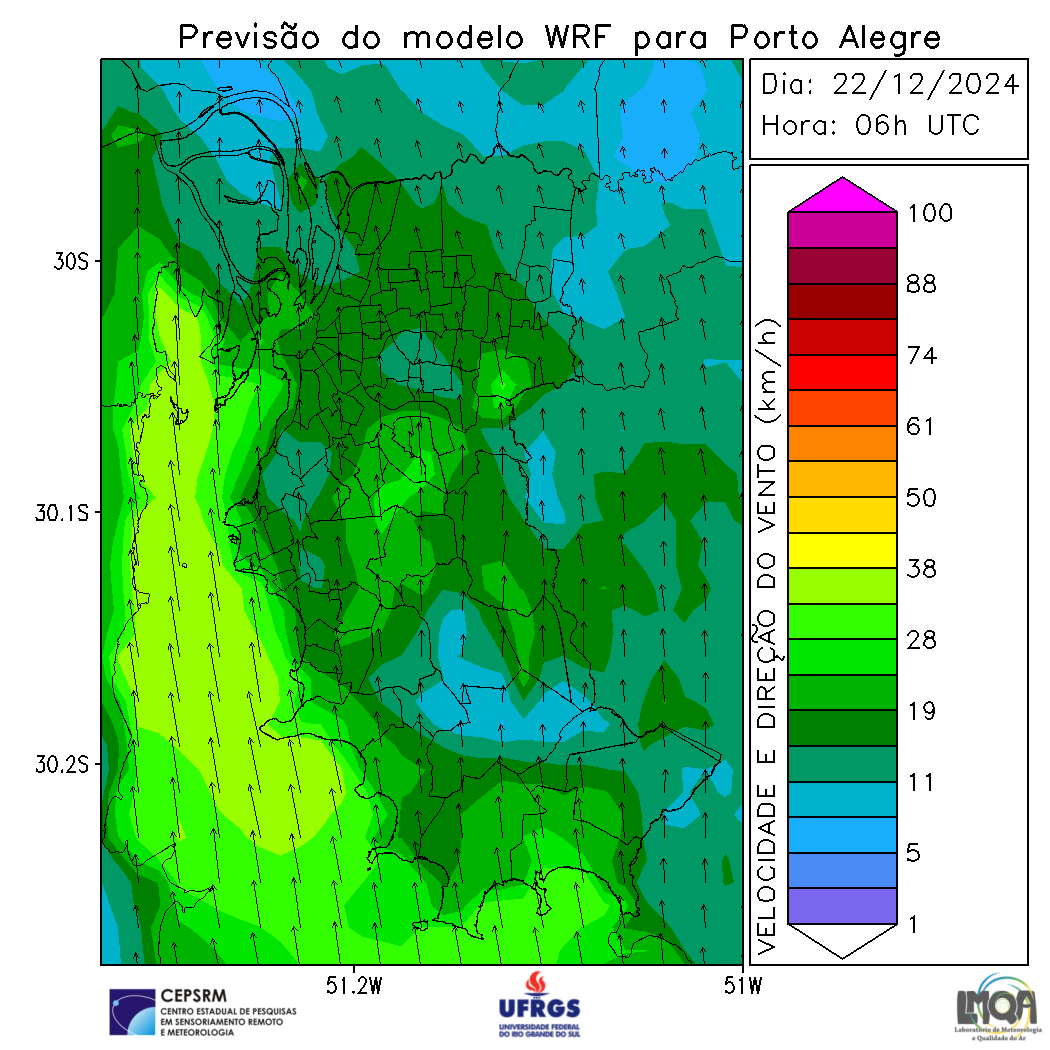 Previsão do modelo WRF para Porto Alegre
Dia: 22/12/2024
Hora: 06h UTC
30S
30.1S
30.2S
51.2W
51W
VELOCIDADE E DIREÇÃO DO VENTO (km/h)
100
88
74
61
50
38
28
19
11
5
1
CEPSRM
CENTRO ESTADUAL DE PESQUISAS
EM SENSORIAMENTO REMOTO
E METEOROLOGIA
UFRGS
UNIVERSIDADE FEDERAL
DO RIO GRANDE DO SUL
LMQA
Laboratório de Meteorologia
e Qualidade do Ar